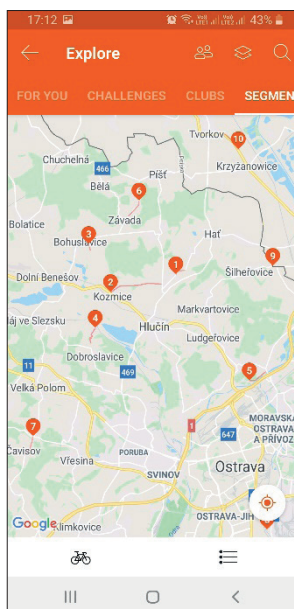 17:12 43%
Explore
FOR YOU CHALLENGES CLUBS SEGMEN
Tvorkov 10
Chuchelná
466
Krzyżanowice
Píšť
Bělá 6
Závada
Bolatice 3 Hať
Bohuslavice
9
1 Šilheřovice
Dolní Benešov 2
Kozmice
Markvartovice
áj ve Slezsku 4 Hlučín
Ludgeřovice
Dobroslavice
11 469 5
Velká Polom
MORAVSKÁ
OSTRAVA
A PŘÍVOZ
7 1 647
Čavisov
Vřesina PORUBA
SVINOV Ostrava
Google Klimkovice OSTRAVA-JIH